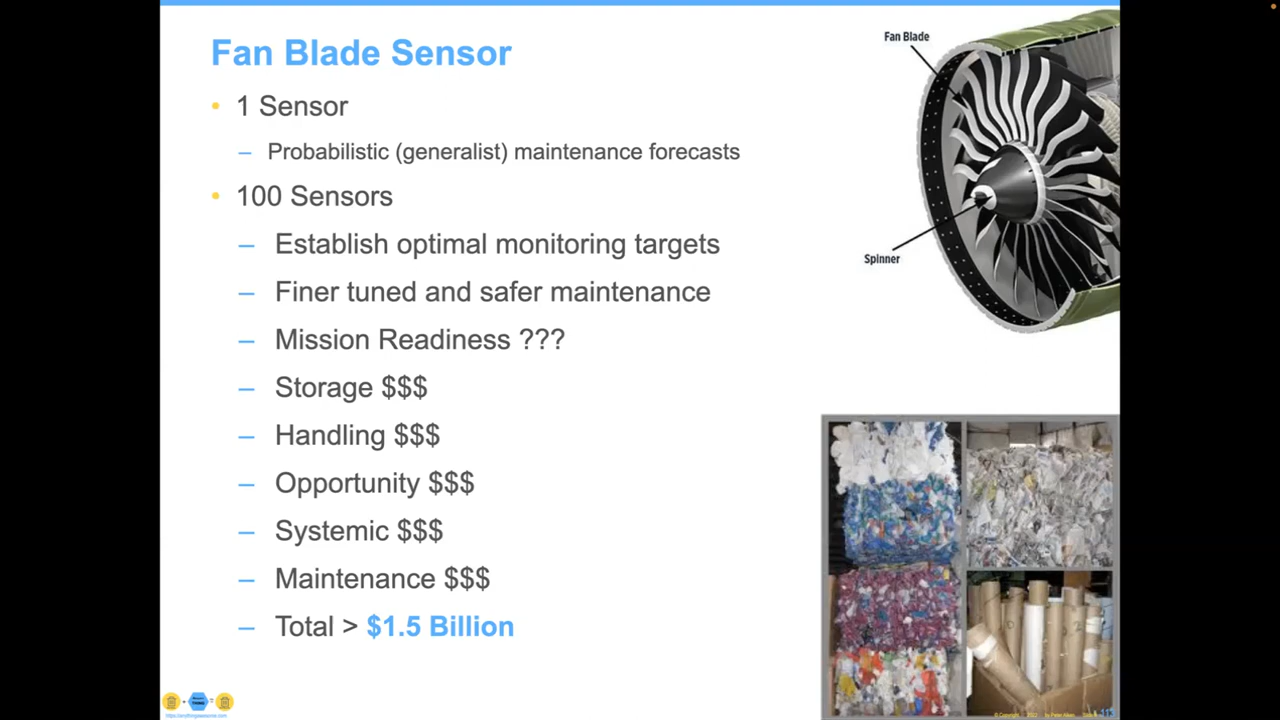 Fan Blade Sensor
• 1 Sensor
– Probabilistic (generalist) maintenance forecasts
• 100 Sensors
– Establish optimal monitoring targets
– Finer tuned and safer maintenance
– Mission Readiness ???
– Storage $$$
– Handling $$$
– Opportunity $$$
– Systemic $$$
– Maintenance $$$
– Total > $1.5 Billion
Fan Blade
Spinner